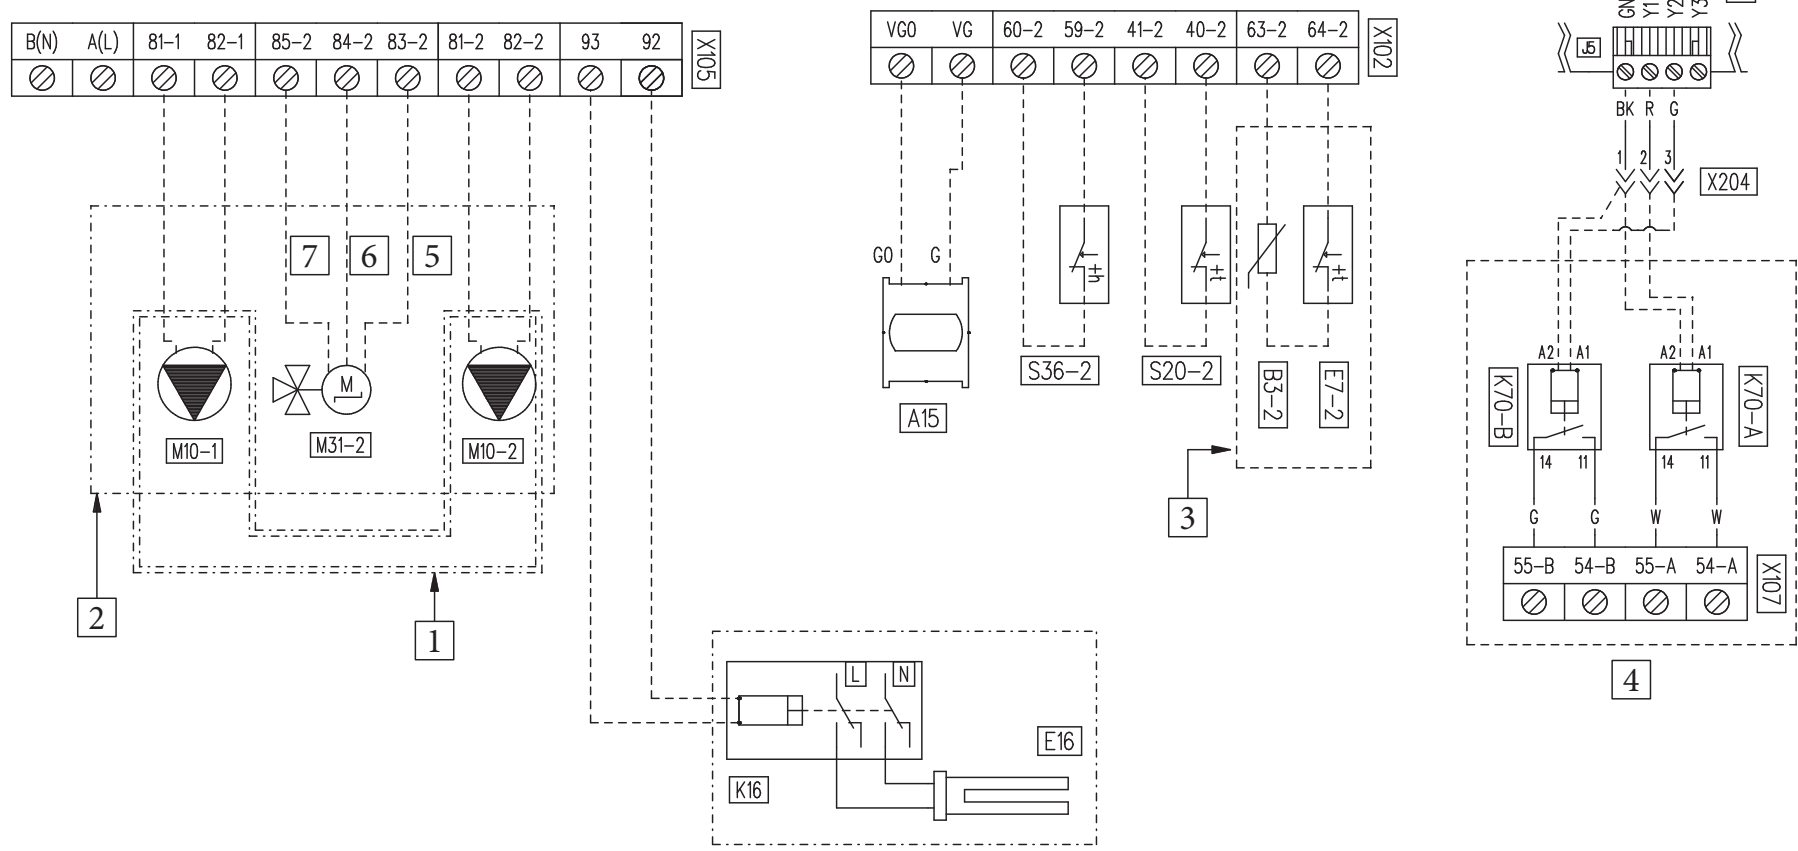 B(N) A(L) 81-1 82-1 85-2 84-2 83-2 81-2 82-2 93 92
X105
7 6 5
M
M10-1
M31-2
M10-2
2
1
L N
E16
K16
VG0 VG 60-2 59-2 41-2 40-2 63-2 64-2
X102
G0 G
+h
+t
+t
S36-2
S20-2
B3-2
E7-2
A15
3
GN Y1 Y2 Y3
J5
BK R G
1 2 3
X204
A2 A1 A2 A1
K70-B
K70-A
14 11 14 11
G G W W
55-B 54-B 55-A 54-A
X107
4